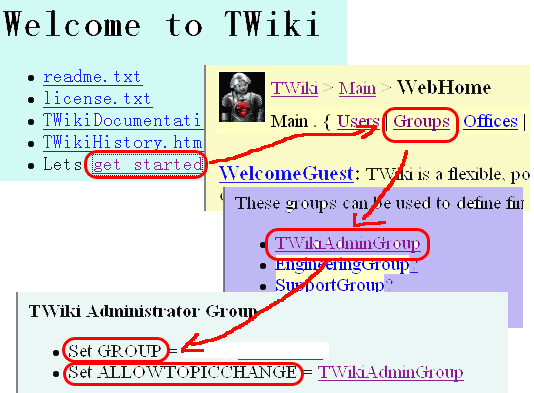 Welcome to TWiki
readme.txt
license.txt
TWikiDocumentati
TWikiHistory.htm
Lets get started
TWiki > Main > WebHome
Main . { Users | Groups Offices |
WelcomeGuest: TWiki is a flexible, po
These groups can be used to define fin
TWikiAdminGroup
EngineeringGroup?
SupportGroup?
TWiki Administrator Group
Set GROUP =
Set ALLOWTOPICCHANGE = TWikiAdminGroup